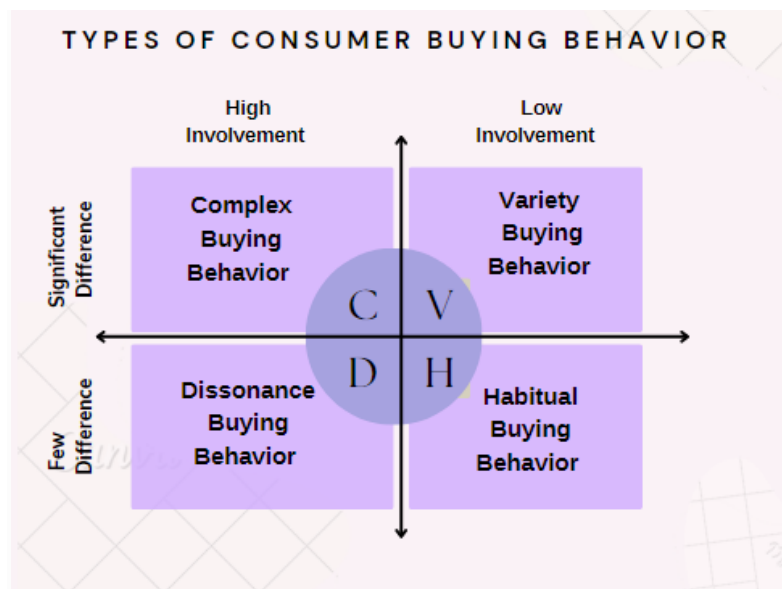 TYPES OF CONSUMER BUYING BEHAVIOR
High
Involvement
Low
Involvement
Significant
Difference
Complex
Buying
Behavior
Variety
Buying
Behavior
C
V
D
H
Few
Difference
Dissonance
Buying
Behavior
Habitual
Buying
Behavior